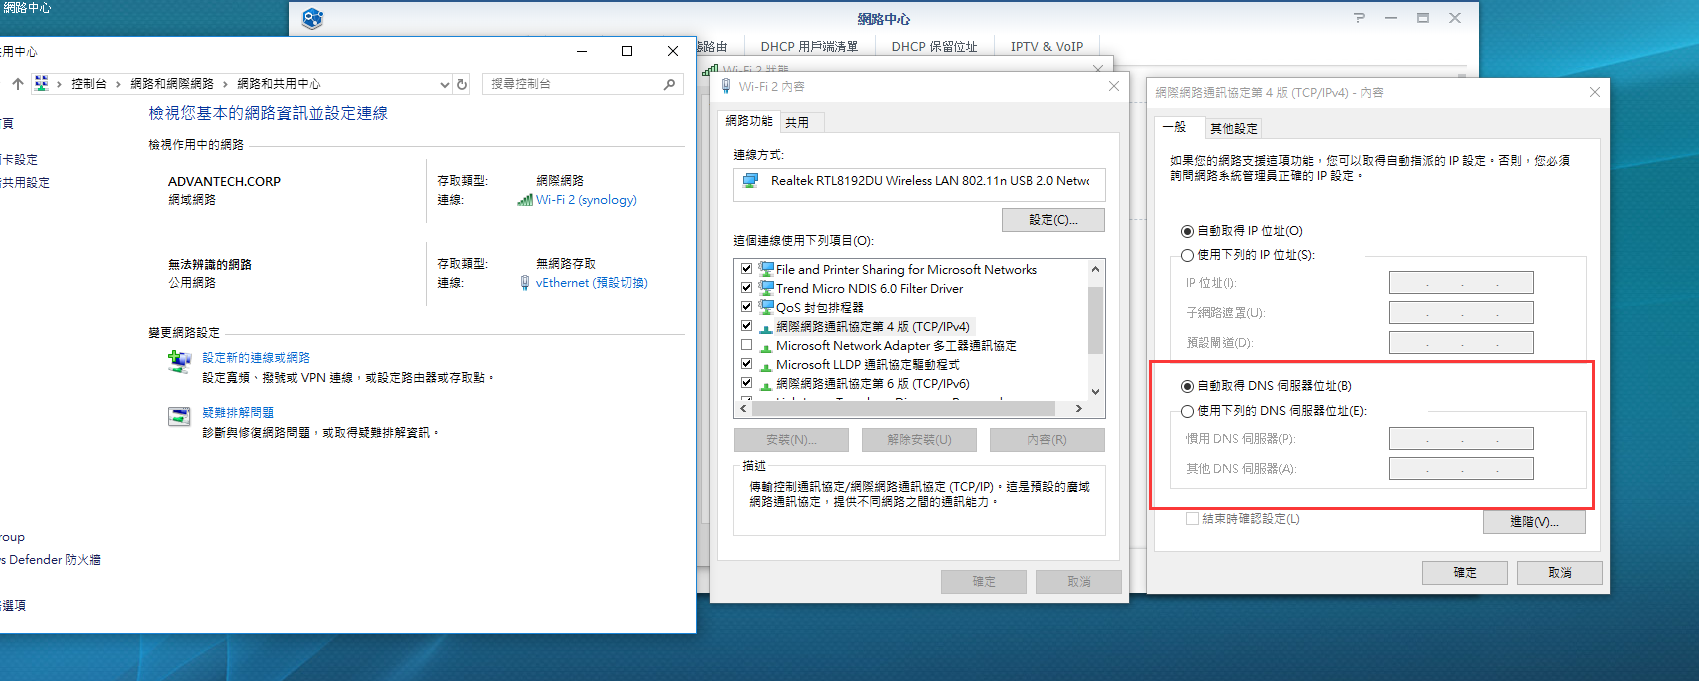 網路中心
網路中心
路由
DHCP 用戶端清單
DHCP 保留位址
IPTV & VoIP
用中心
控制台 › 網路和網際網路 › 網路和共用中心
搜尋控制台
檢視您基本的網路資訊並設定連線
頁
檢視作用中的網路
卡設定
共用設定
ADVANTECH.CORP
網域網路
存取類型:
網際網路
連線:
Wi-Fi 2 (synology)
無法辨識的網路
公用網路
存取類型:
無網路存取
連線:
vEthernet (預設切換)
變更網路設定
設定新的連線或網路
設定寬頻、撥號或 VPN 連線，或設定路由器或存取點。
疑難排解問題
診斷與修復網路問題，或取得疑難排解資訊。
roup
s Defender 防火牆
選項
Wi-Fi 2 狀態
Wi-Fi 2 內容
網路功能
共用
連線方式:
Realtek RTL8192DU Wireless LAN 802.11n USB 2.0 Netwo
設定(C)...
這個連線使用下列項目(O):
File and Printer Sharing for Microsoft Networks
Trend Micro NDIS 6.0 Filter Driver
QoS 封包排程器
網際網路通訊協定第 4 版 (TCP/IPv4)
Microsoft Network Adapter 多工器通訊協定
Microsoft LLDP 通訊協定驅動程式
網際網路通訊協定第 6 版 (TCP/IPv6)
安裝(N)...
解除安裝(U)
內容(R)
描述
傳輸控制通訊協定/網際網路通訊協定 (TCP/IP)。這是預設的廣域
網路通訊協定，提供不同網路之間的通訊能力。
確定
取消
網際網路通訊協定第 4 版 (TCP/IPv4) - 內容
一般
其他設定
如果您的網路支援這項功能，您可以取得自動指派的 IP 設定。否則，您必須
詢問網路系統管理員正確的 IP 設定。
自動取得 IP 位址(O)
使用下列的 IP 位址(S):
IP 位址(I):
子網路遮罩(U):
預設閘道(D):
自動取得 DNS 伺服器位址(B)
使用下列的 DNS 伺服器位址(E):
慣用 DNS 伺服器(P):
其他 DNS 伺服器(A):
結束時確認設定(L)
進階(V)...
確定
取消